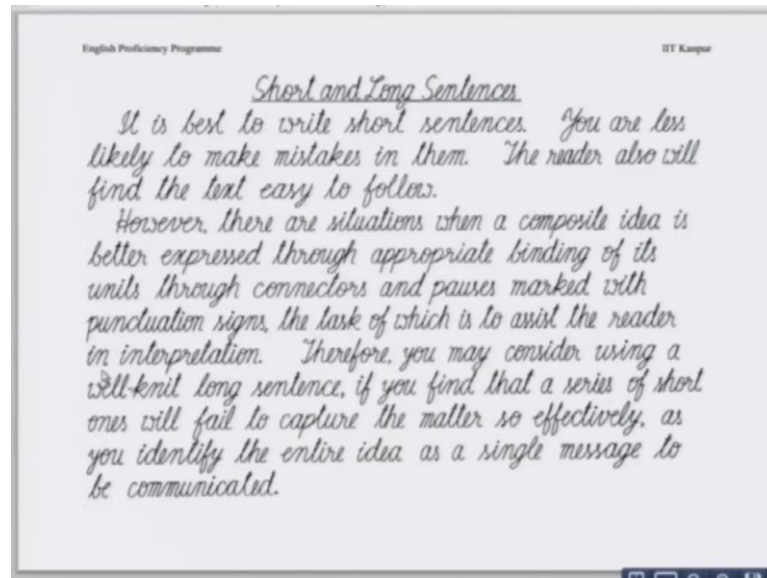 English Proficiency Programme
IIT Kanpur
Short and Long Sentences
It is best to write short sentences. You are less
likely to make mistakes in them. The reader also will
find the text easy to follow.
However, there are situations when a composite idea is
better expressed through appropriate binding of its
units through connectors and pauses marked with
punctuation signs, the task of which is to assist the reader
in interpretation. Therefore, you may consider using a
well-knit long sentence, if you find that a series of short
ones will fail to capture the matter so effectively, as
you identify the entire idea as a single message to
be communicated.